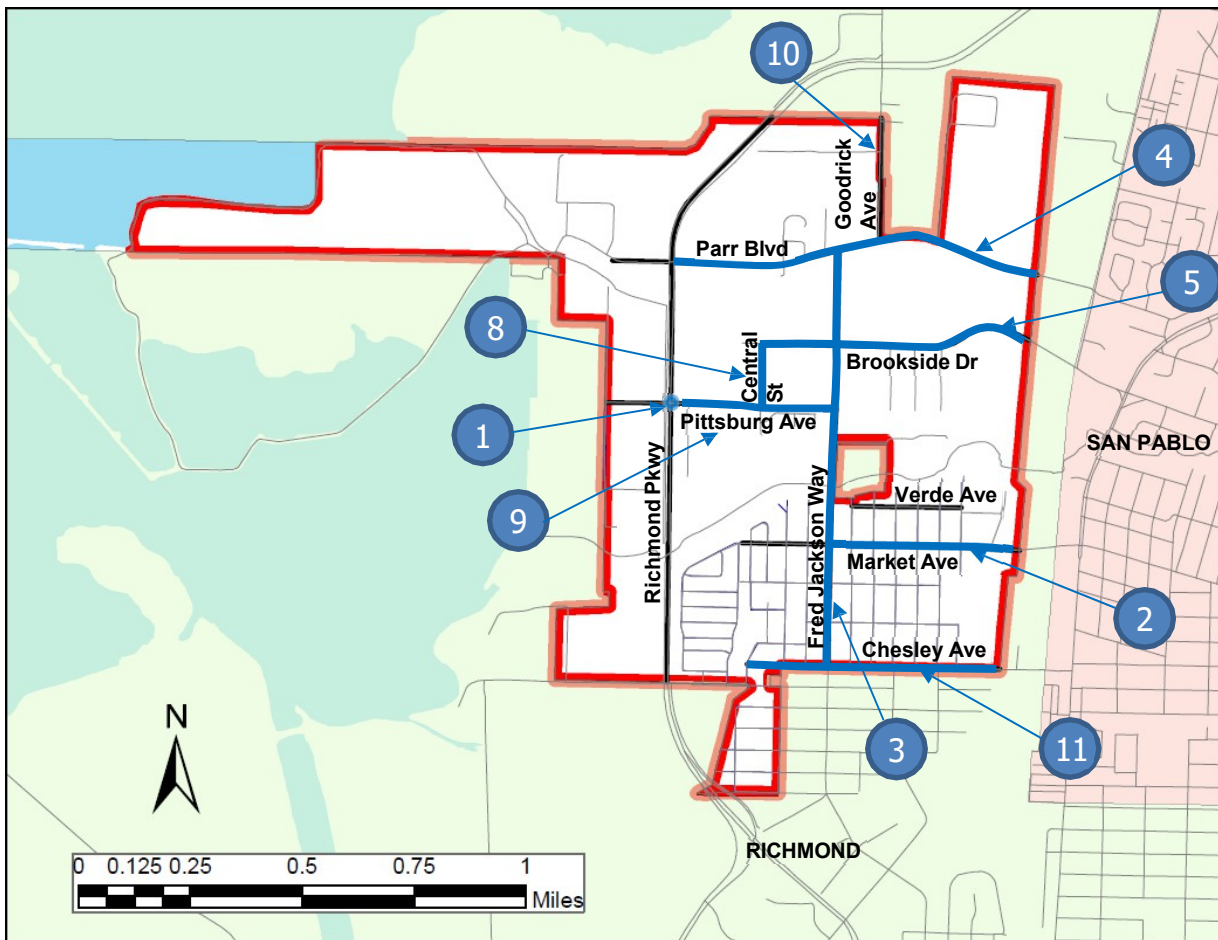 10
Goodrick
Ave
4
Parr Blvd
5
8
Central
St
Brookside Dr
1
Pittsburg Ave
SAN PABLO
9
Richmond Pkwy
Fred Jackson Way
Verde Ave
Market Ave
2
Chesley Ave
N
3
11
RICHMOND
0 0.125 0.25 0.5 0.75 1
Miles